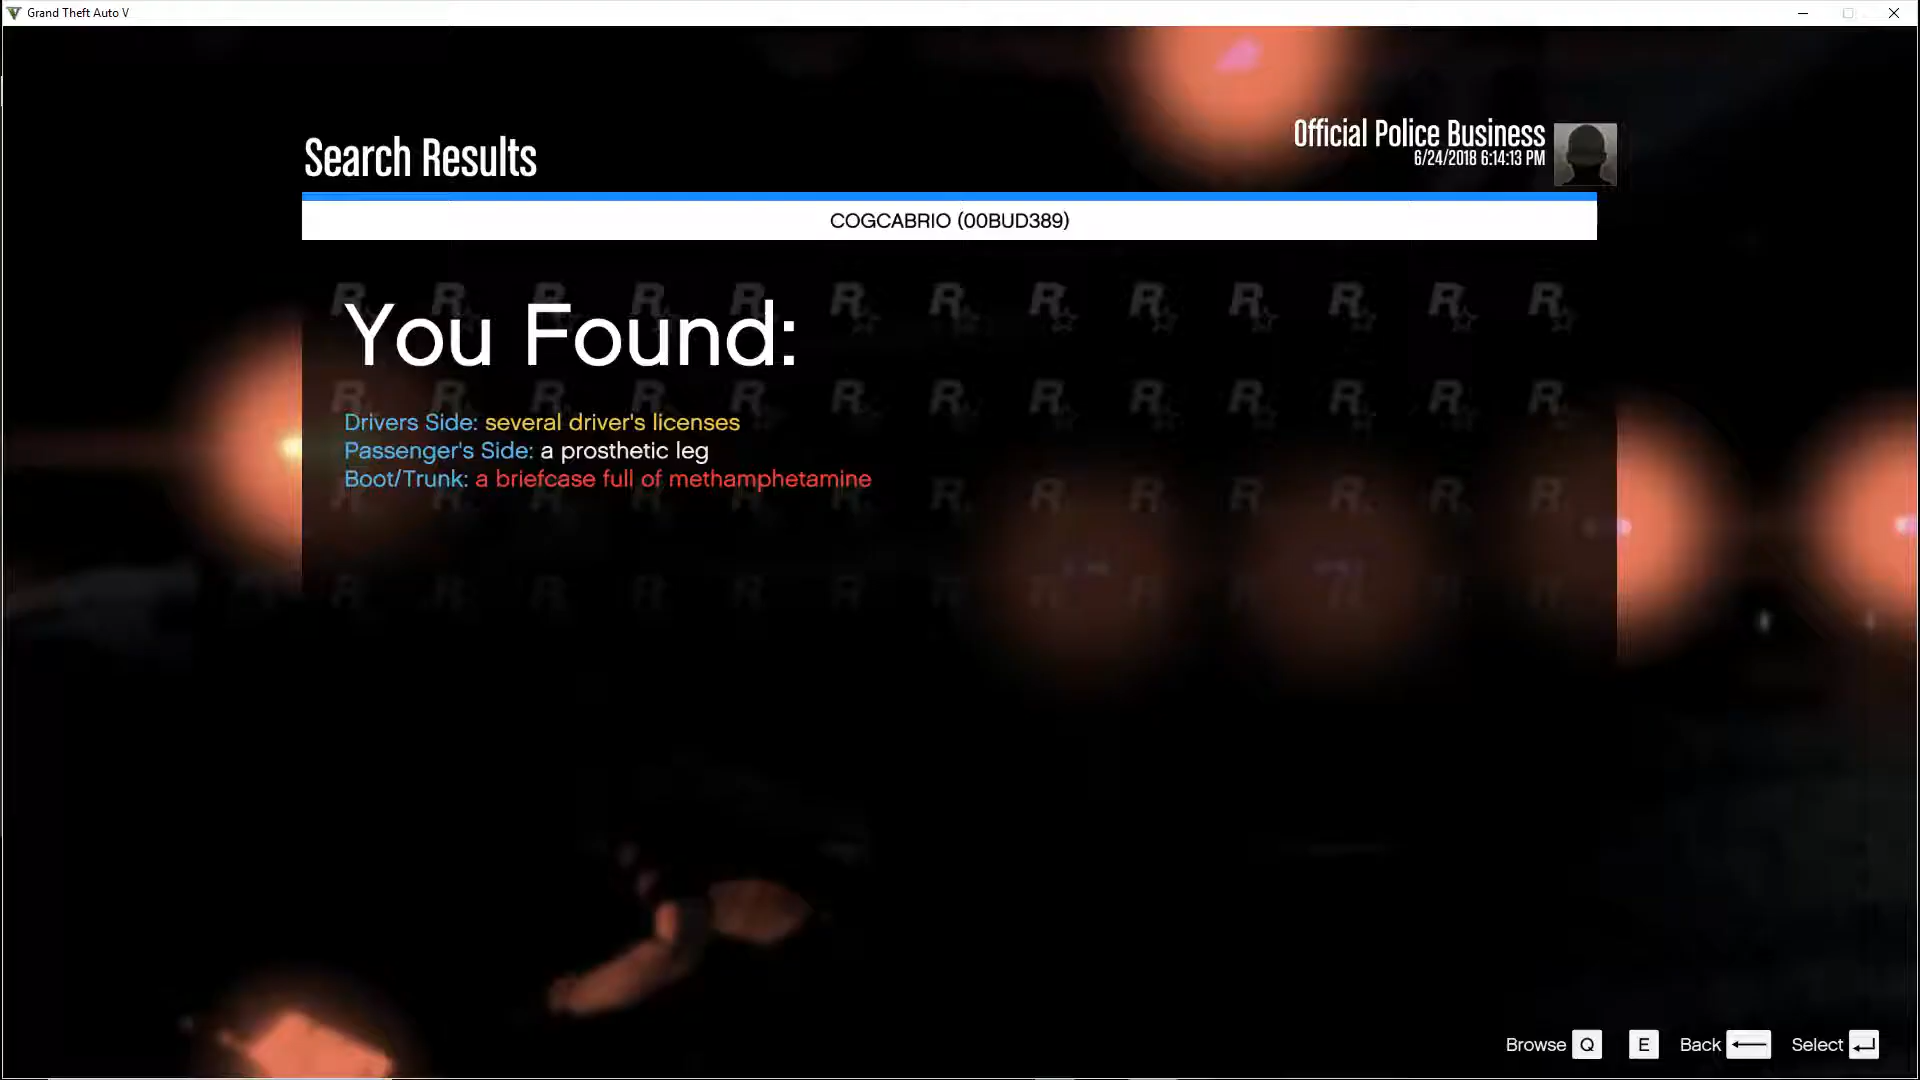 Grand Theft Auto V
Official Police Business
6/24/2018 6:14:13 PM
Search Results
COGCABRIO (00BUD389)
You Found:
Drivers Side: several driver's licenses
Passenger's Side: a prosthetic leg
Boot/Trunk: a briefcase full of methamphetamine
Browse Q E Back Select